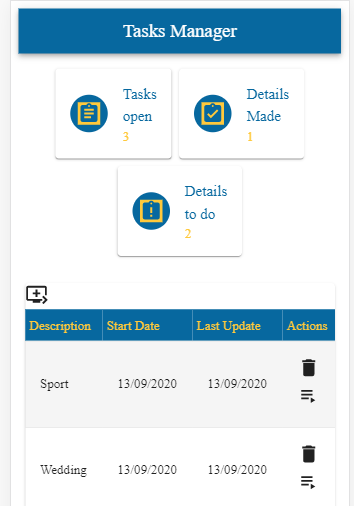 Tasks Manager
Tasks
open
3
Details
Made
1
Details
to do
2
Description Start Date Last Update Actions
Sport 13/09/2020 13/09/2020
Wedding 13/09/2020 13/09/2020